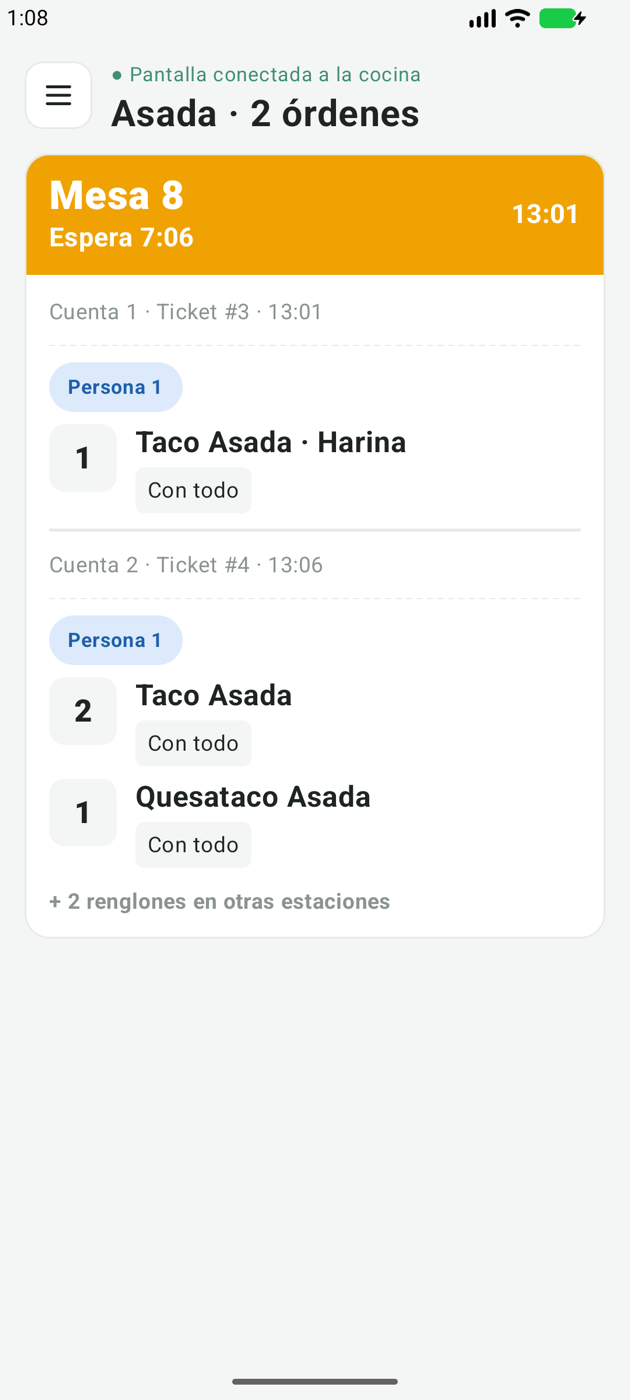 1:08
● Pantalla conectada a la cocina
Asada · 2 órdenes
Mesa 8
Espera 7:06
13:01
Cuenta 1 · Ticket #3 · 13:01
Persona 1
1
Taco Asada · Harina
Con todo
Cuenta 2 · Ticket #4 · 13:06
Persona 1
2
Taco Asada
Con todo
1
Quesataco Asada
Con todo
+ 2 renglones en otras estaciones